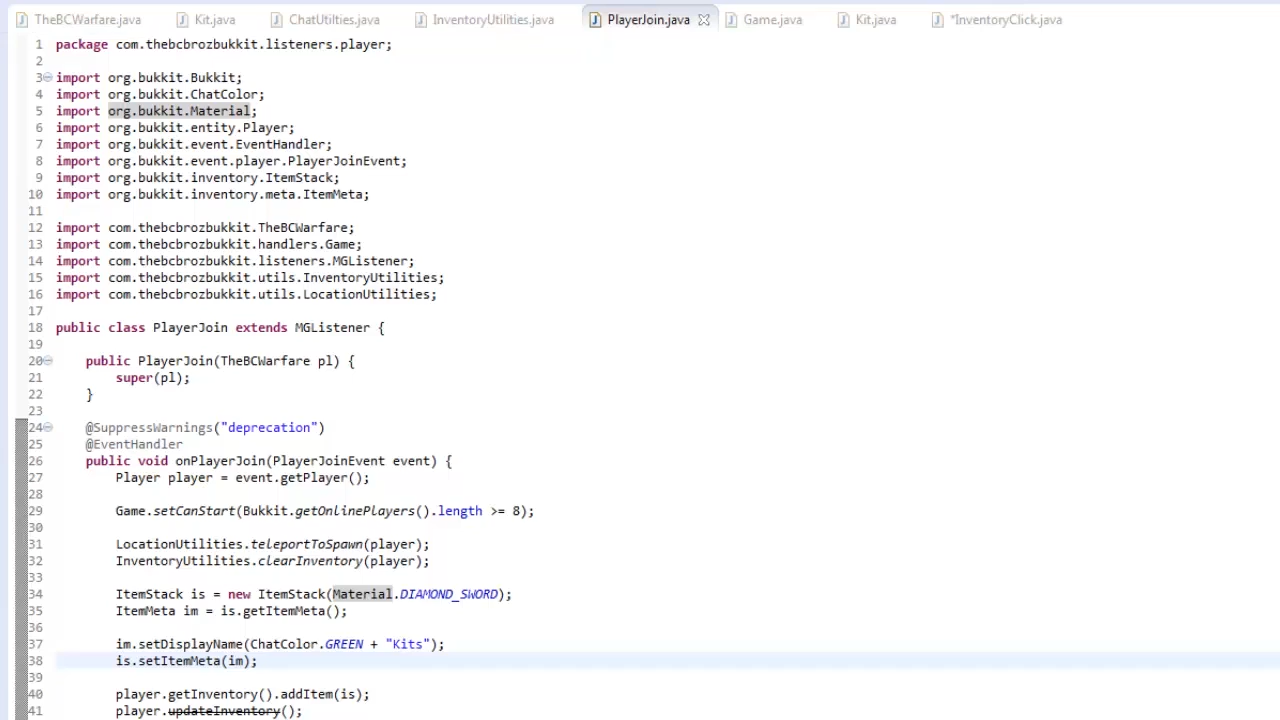 TheBCWarfare.java Kit.java ChatUtilties.java InventoryUtilities.java PlayerJoin.java Game.java Kit.java *InventoryClick.java
1 package com.thebcbrozbukkit.listeners.player;
2
3 import org.bukkit.Bukkit;
4 import org.bukkit.ChatColor;
5 import org.bukkit.Material;
6 import org.bukkit.entity.Player;
7 import org.bukkit.event.EventHandler;
8 import org.bukkit.event.player.PlayerJoinEvent;
9 import org.bukkit.inventory.ItemStack;
10 import org.bukkit.inventory.meta.ItemMeta;
11
12 import com.thebcbrozbukkit.TheBCWarfare;
13 import com.thebcbrozbukkit.handlers.Game;
14 import com.thebcbrozbukkit.listeners.MGListener;
15 import com.thebcbrozbukkit.utils.InventoryUtilities;
16 import com.thebcbrozbukkit.utils.LocationUtilities;
17
18 public class PlayerJoin extends MGListener {
19
20 public PlayerJoin(TheBCWarfare pl) {
21 super(pl);
22 }
23
24 @SuppressWarnings("deprecation")
25 @EventHandler
26 public void onPlayerJoin(PlayerJoinEvent event) {
27 Player player = event.getPlayer();
28
29 Game.setCanStart(Bukkit.getOnlinePlayers().length >= 8);
30
31 LocationUtilities.teleportToSpawn(player);
32 InventoryUtilities.clearInventory(player);
33
34 ItemStack is = new ItemStack(Material.DIAMOND_SWORD);
35 ItemMeta im = is.getItemMeta();
36
37 im.setDisplayName(ChatColor.GREEN + "Kits");
38 is.setItemMeta(im);
39
40 player.getInventory().addItem(is);
41 player.updateInventory();